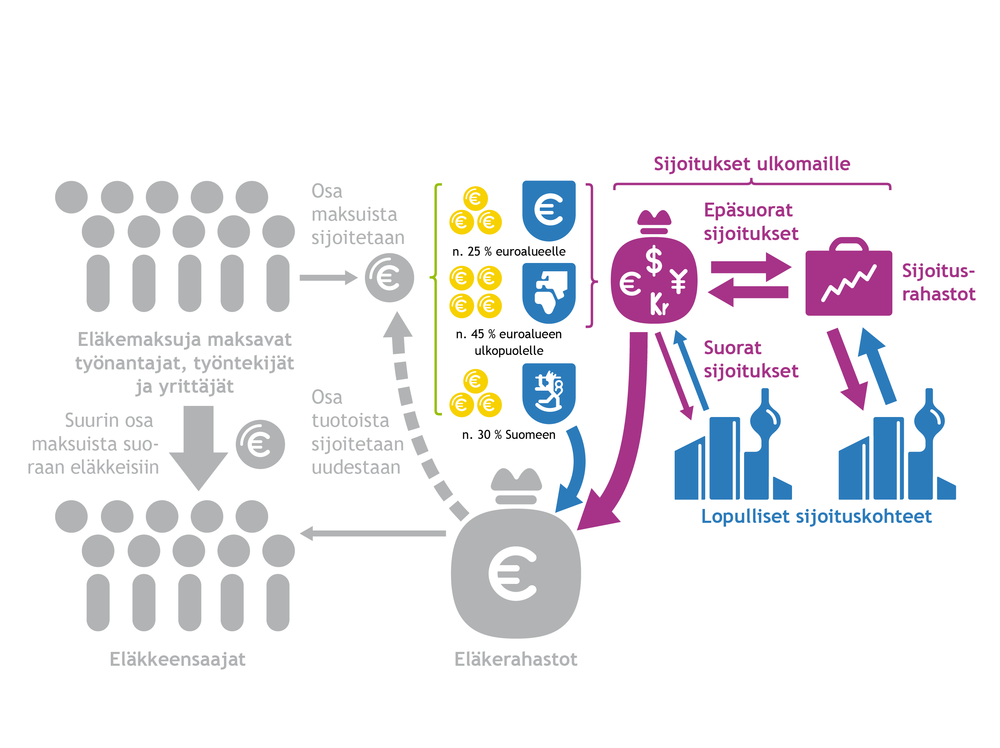 Sijoitukset ulkomaille
Osa
maksuista
sijoitetaan
€
Eläkemaksuja maksavat
työnantajat, työntekijät
ja yrittäjät
Suurin osa
maksuista suo-
raan eläkkeisiin
€
Osa
tuotoista
sijoitetaan
uudestaan
€
€ €
€
n. 25 % euroalueelle
€ €
€ €
n. 45 % euroalueen
ulkopuolelle
€
€ €
n. 30 % Suomeen
$
€ ¥
Kr
Epäsuorat
sijoitukset
Sijoitus-
rahastot
Suorat
sijoitukset
Lopulliset sijoituskohteet
Eläkkeensaajat
€
Eläkerahastot